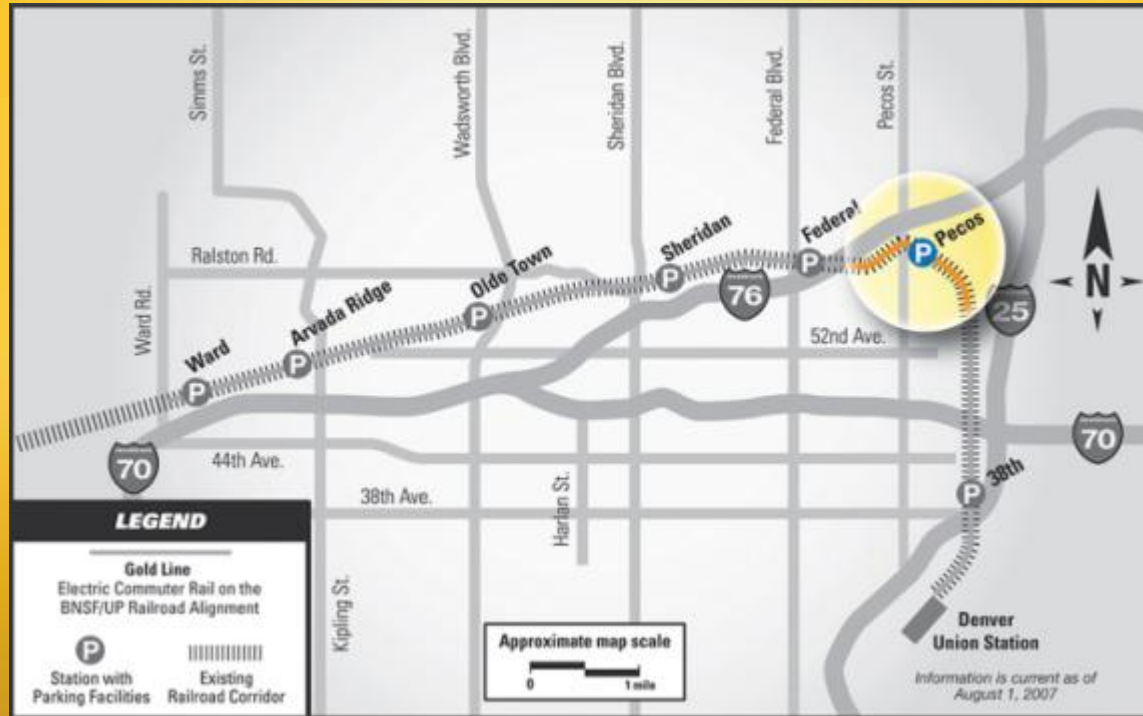 Simms St.
Wadsworth Blvd.
Sheridan Blvd.
Federal Blvd.
Pecos St.
Ralston Rd.
Ward Rd.
Ward
Arvada Ridge
Olde Town
Sheridan
Federal
Pecos
P
P
P
P
P
P
P
76
25
N
52nd Ave.
70
70
44th Ave.
38th Ave.
Harlan St.
Kipling St.
38th
Denver
Union Station
LEGEND
Gold Line
Electric Commuter Rail on the
BNSF/UP Railroad Alignment
P
Station with
Parking Facilities
Existing
Railroad Corridor
Approximate map scale
0
1 mile
Information is current as of
August 1, 2007